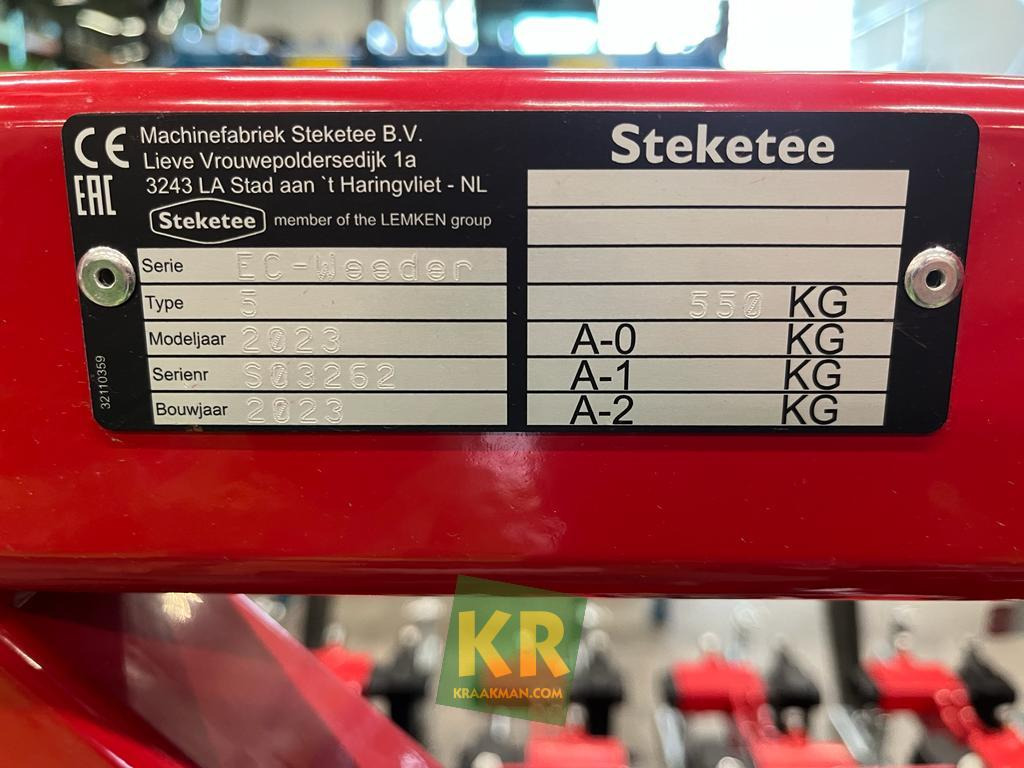 CE
EAC
Machinefabriek Steketee B.V.
Lieve Vrouwepoldersedijk 1a
3243 LA Stad aan `t Haringvliet - NL
Steketee member of the LEMKEN group
Serie EC-Weeder
Type 5
Modeljaar 2023
Serienr S03262
Bouwjaar 2023
32110359
Steketee
550 KG
A-0 KG
A-1 KG
A-2 KG
KR
KRAAKMAN.COM